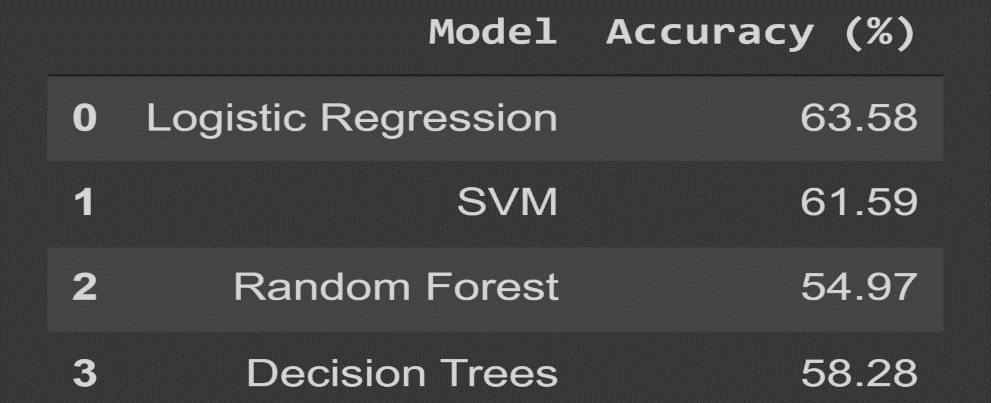 Model Accuracy (%)
0 Logistic Regression 63.58
1 SVM 61.59
2 Random Forest 54.97
3 Decision Trees 58.28